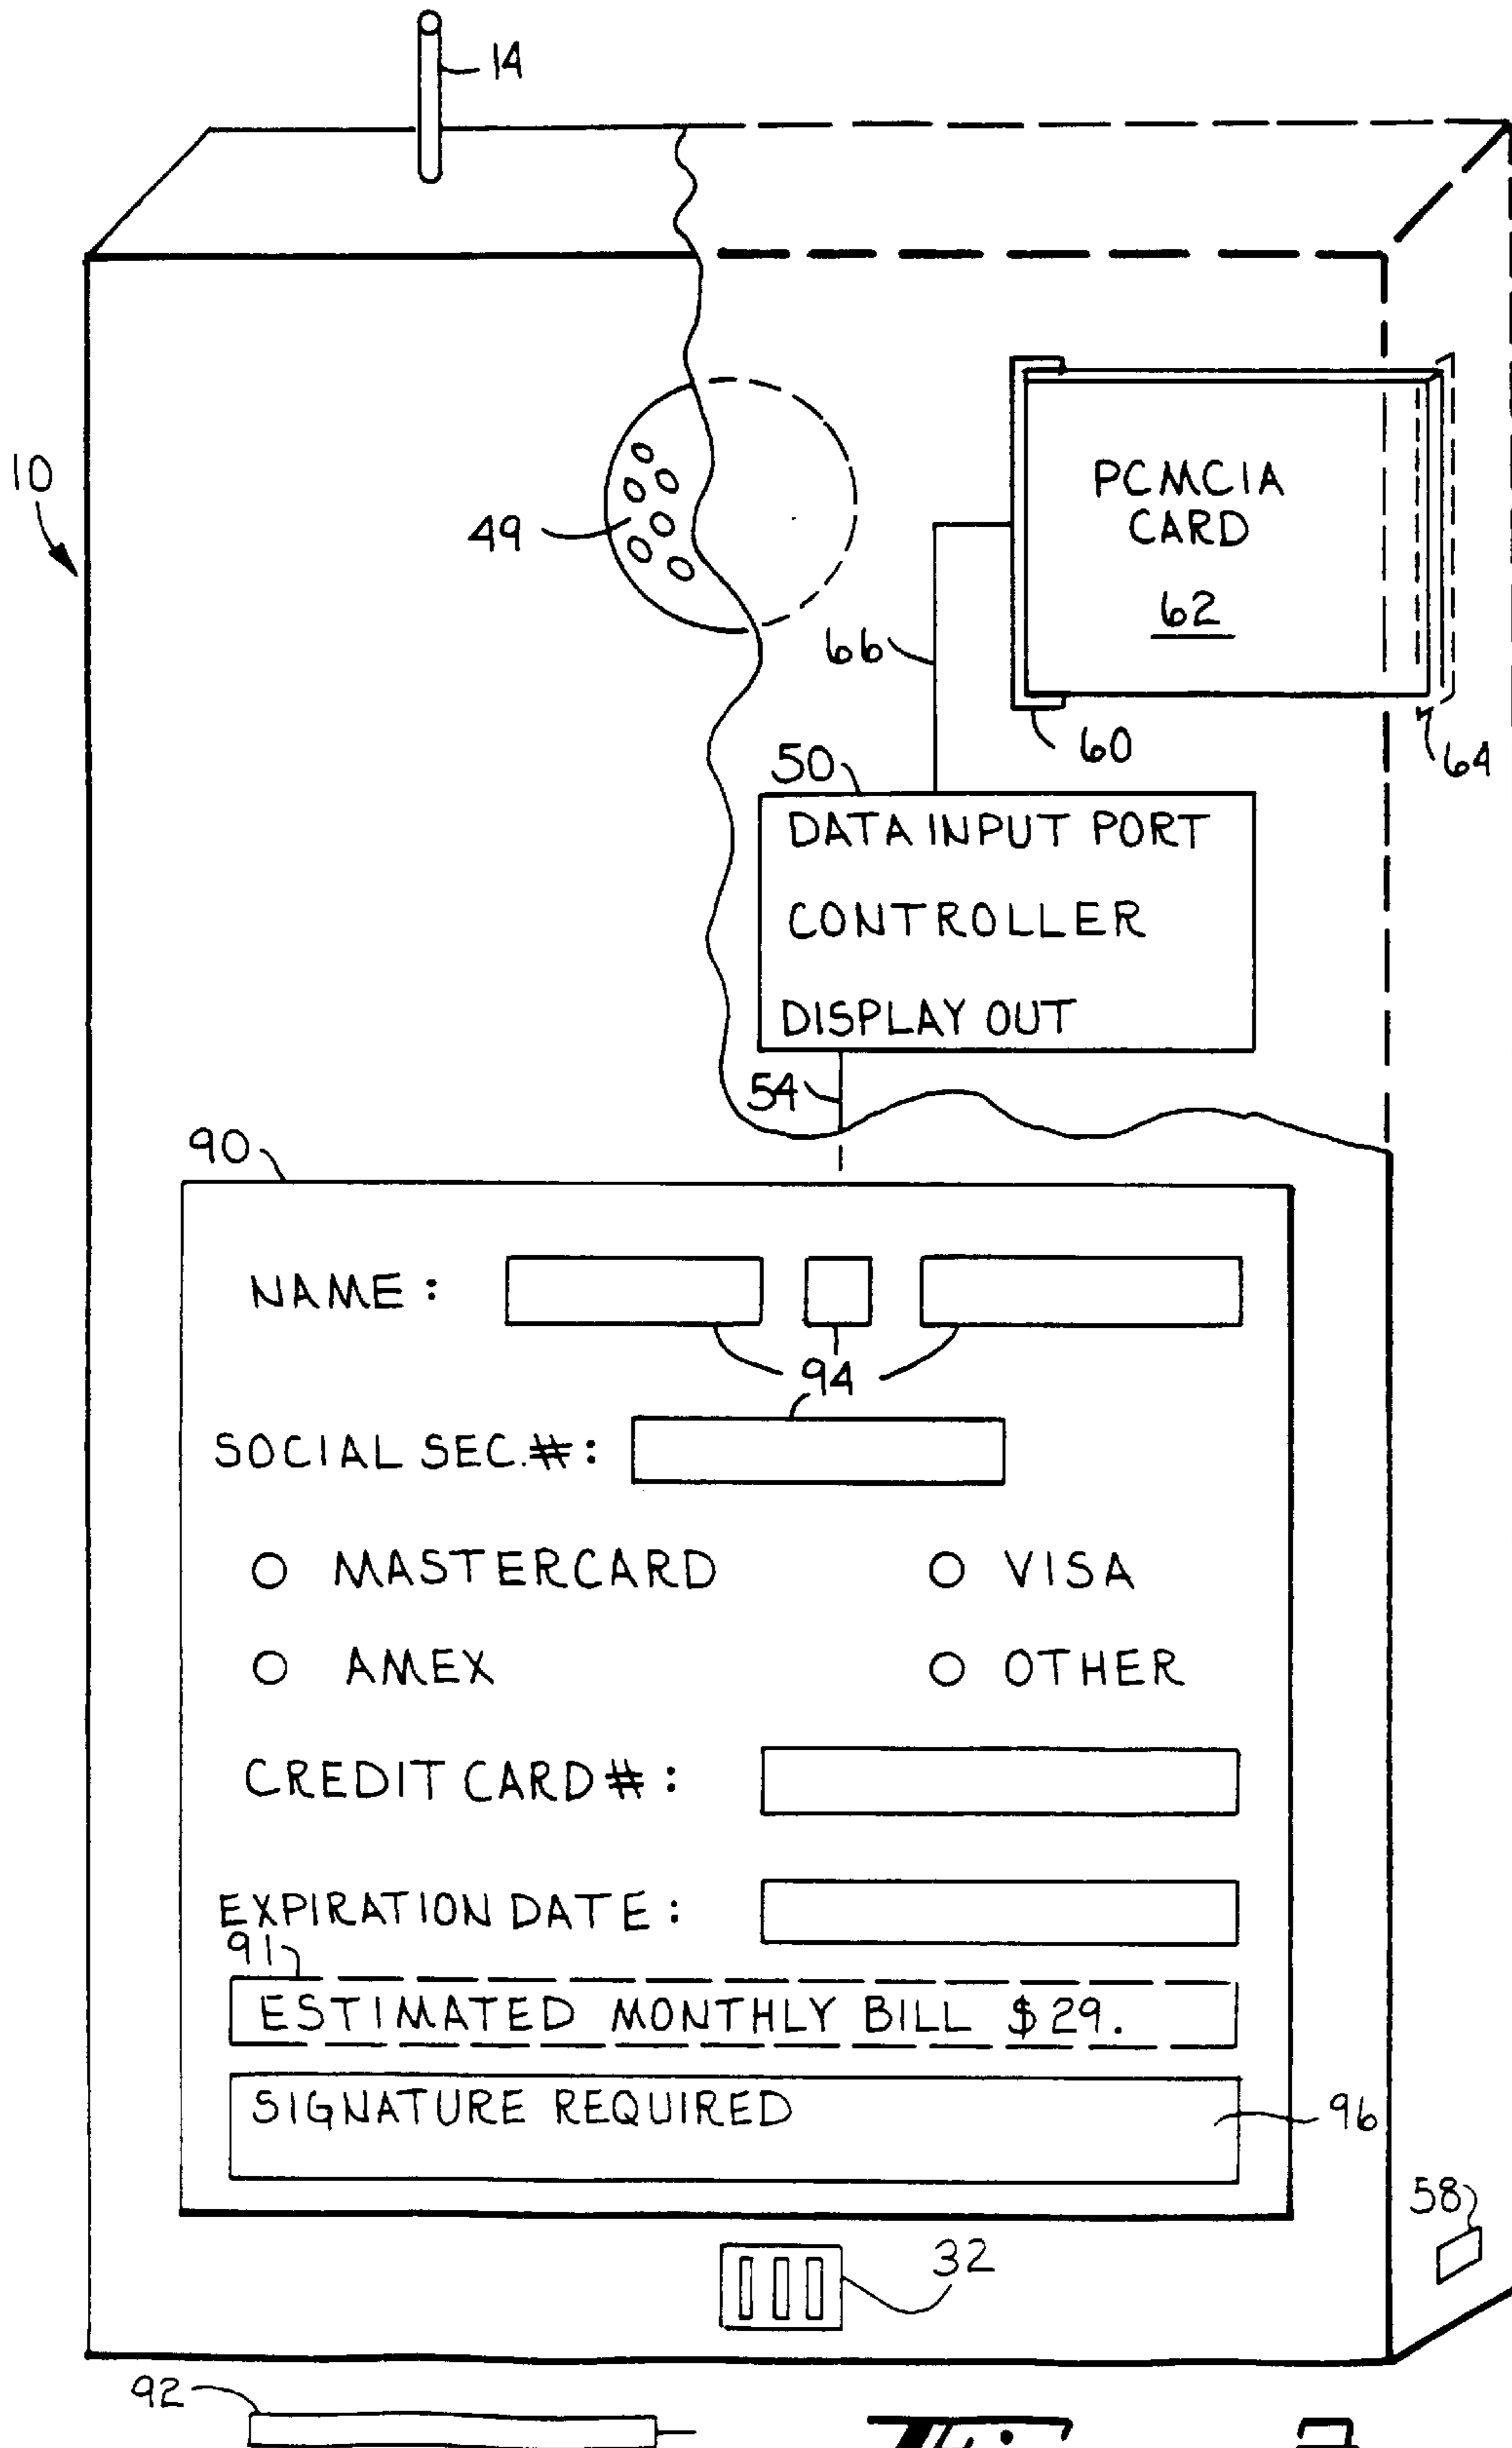 14
10
49
PCMCIA
CARD
62
66
60
64
50
DATA INPUT PORT
CONTROLLER
DISPLAY OUT
54
90
NAME :
94
SOCIAL SEC.#:
MASTERCARD
VISA
AMEX
OTHER
CREDIT CARD# :
EXPIRATION DATE :
91
ESTIMATED MONTHLY BILL $29.
SIGNATURE REQUIRED
96
58
32
92